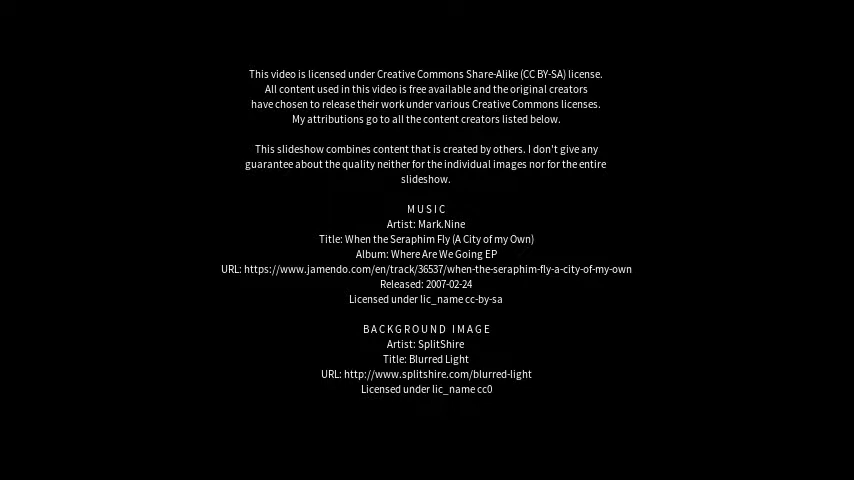 This video is licensed under Creative Commons Share-Alike (CC BY-SA) license.
All content used in this video is free available and the original creators
have chosen to release their work under various Creative Commons licenses.
My attributions go to all the content creators listed below.
This slideshow combines content that is created by others. I don't give any
guarantee about the quality neither for the individual images nor for the entire
slideshow.
MUSIC
Artist: Mark.Nine
Title: When the Seraphim Fly (A City of my Own)
Album: Where Are We Going EP
URL: https://www.jamendo.com/en/track/36537/when-the-seraphim-fly-a-city-of-my-own
Released: 2007-02-24
Licensed under lic_name cc-by-sa
BACKGROUND IMAGE
Artist: SplitShire
Title: Blurred Light
URL: http://www.splitshire.com/blurred-light
Licensed under lic_name cc0